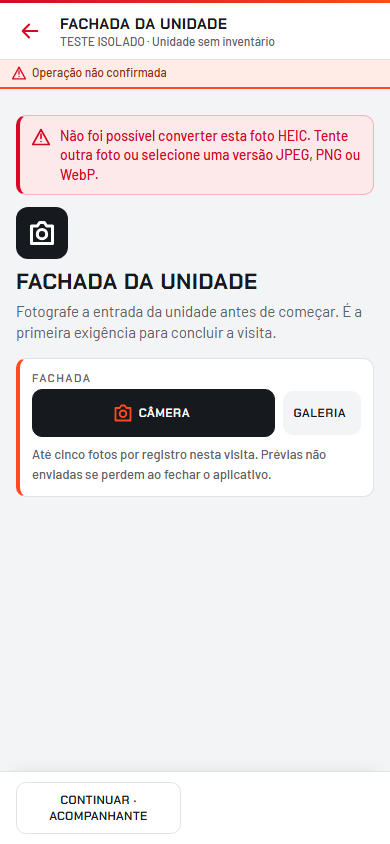 FACHADA DA UNIDADE
TESTE ISOLADO · Unidade sem inventário
Operação não confirmada
Não foi possível converter esta foto HEIC. Tente
outra foto ou selecione uma versão JPEG, PNG ou
WebP.
FACHADA DA UNIDADE
Fotografe a entrada da unidade antes de começar. É a
primeira exigência para concluir a visita.
FACHADA
CÂMERA
GALERIA
Até cinco fotos por registro nesta visita. Prévias não
enviadas se perdem ao fechar o aplicativo.
CONTINUAR ·
ACOMPANHANTE